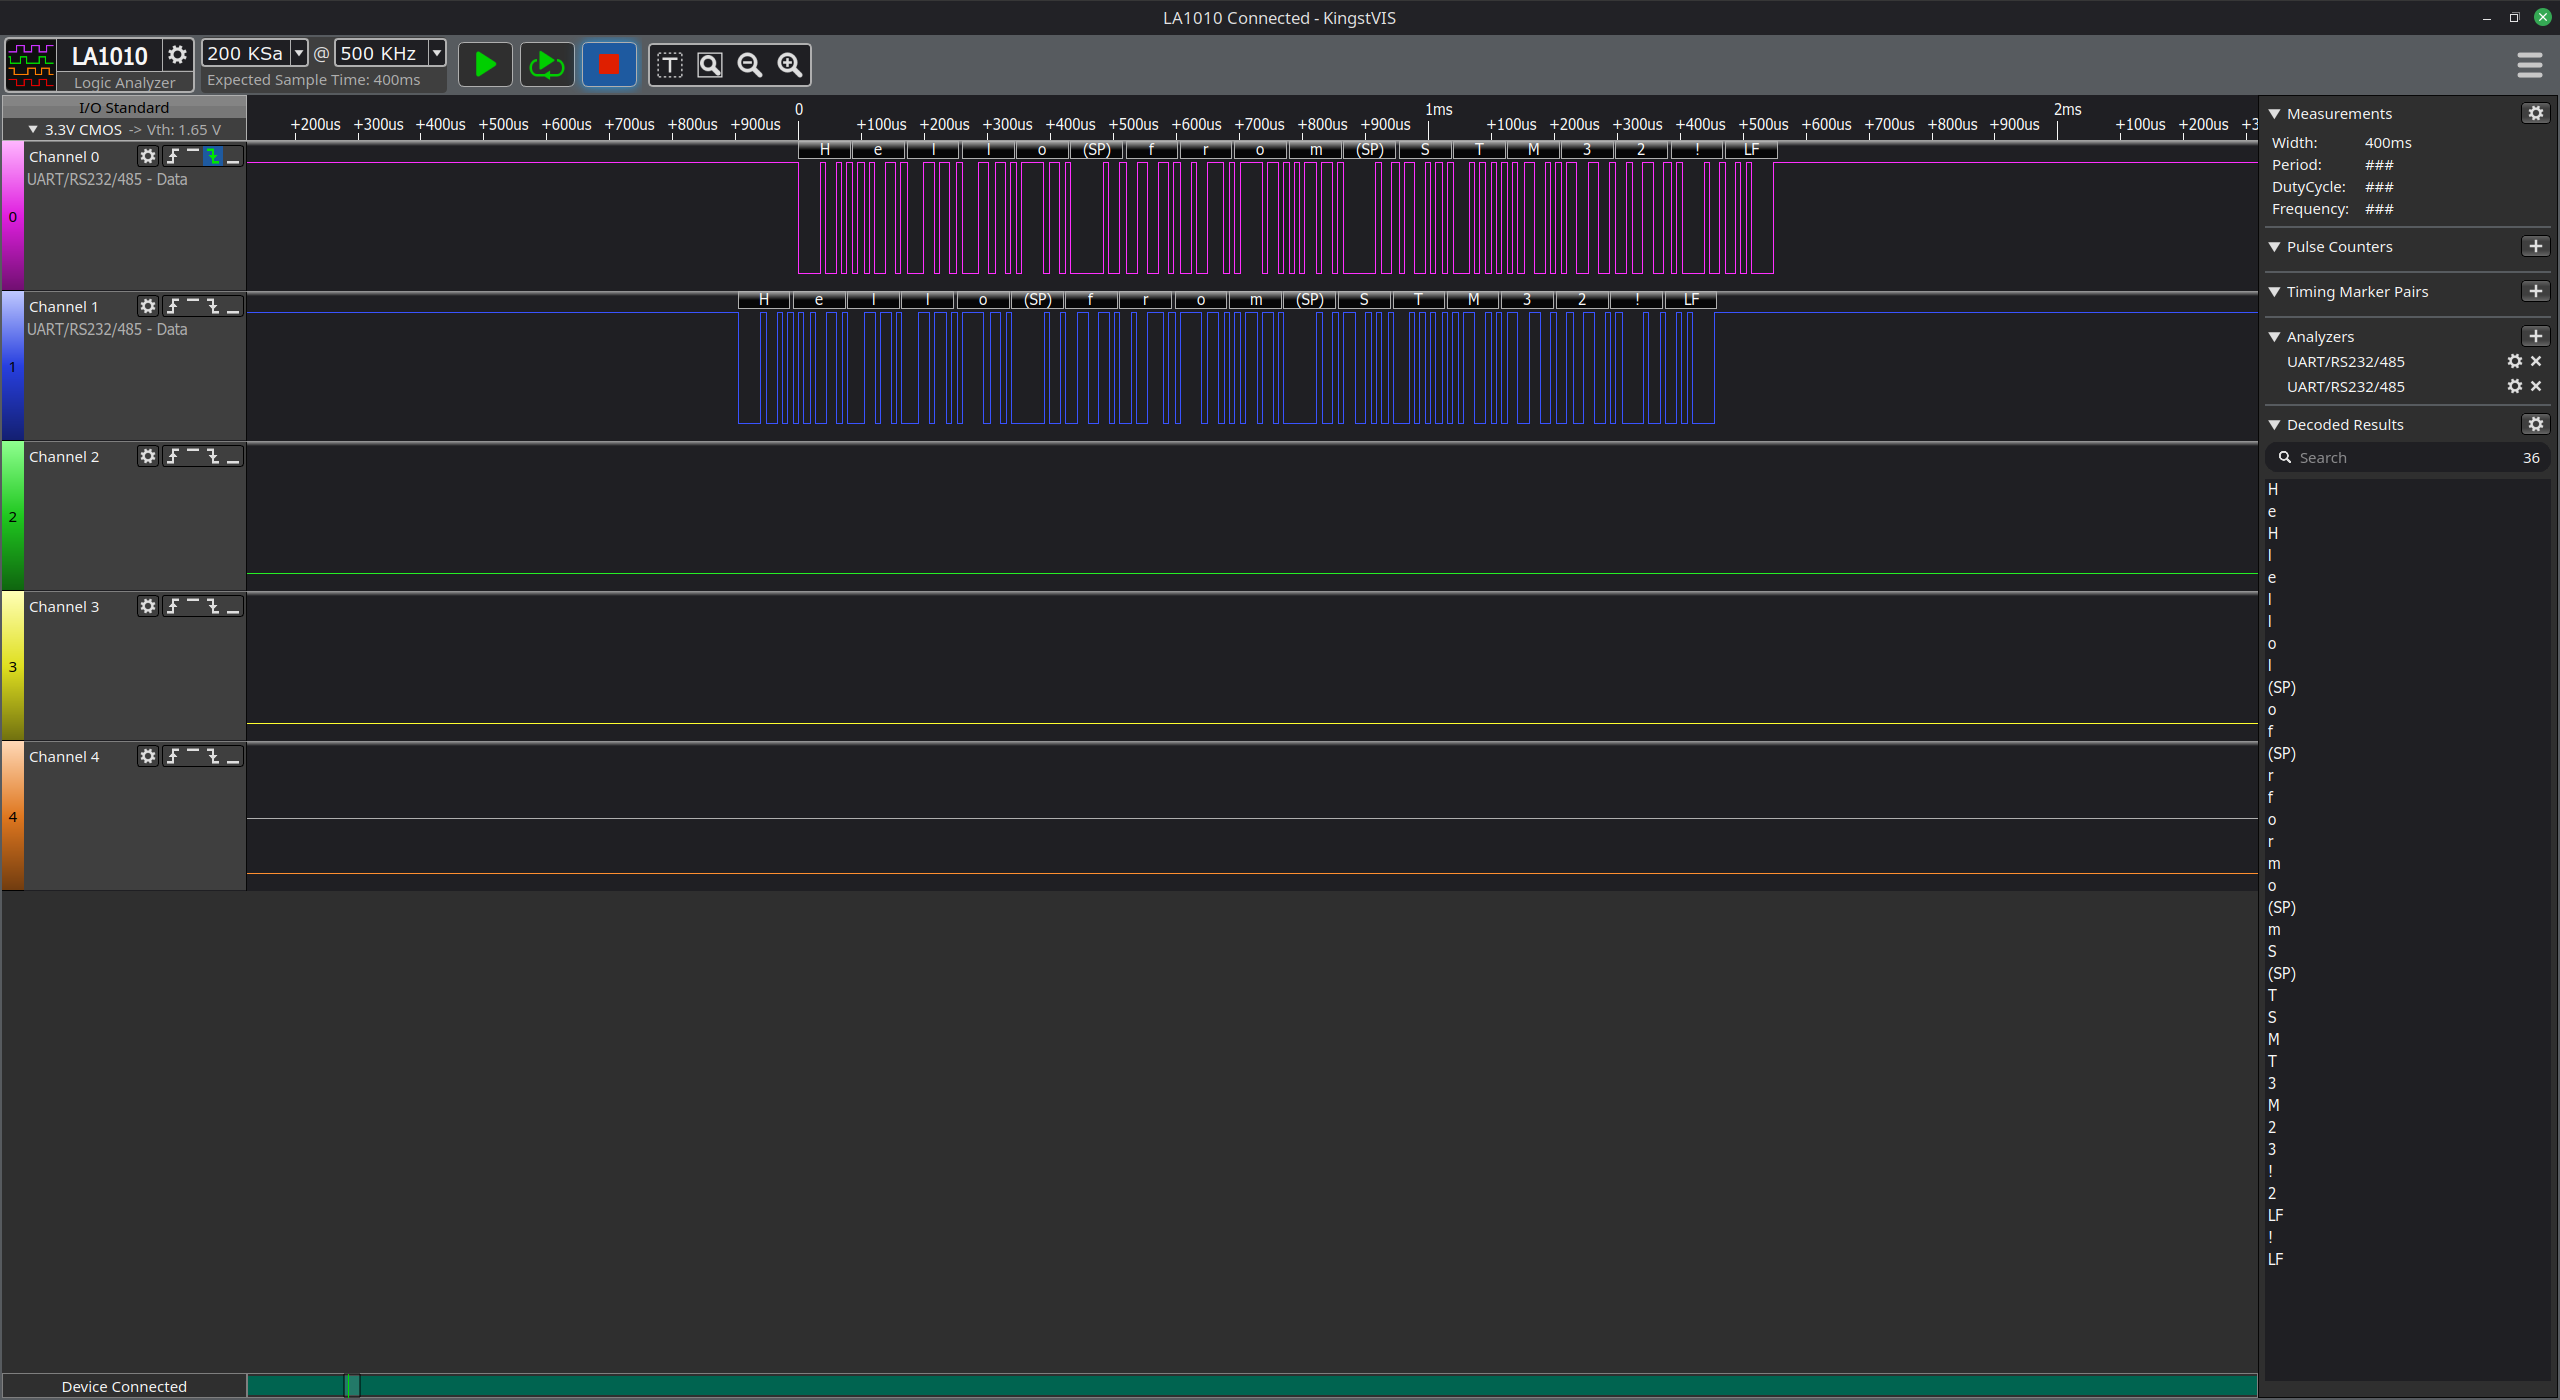 LA1010 Connected - KingstVIS
LA1010
Logic Analyzer
200 KSa @ 500 KHz
Expected Sample Time: 400ms
I/O Standard
3.3V CMOS -> Vth: 1.65 V
0 1ms 2ms
+200us +300us +400us +500us +600us +700us +800us +900us +100us +200us +300us +400us +500us +600us +700us +800us +900us +100us +200us +300us +400us +500us +600us +700us +800us +900us +100us +200us +3
Channel 0
UART/RS232/485 - Data
0
H e l l o (SP) f r o m (SP) S T M 3 2 ! LF
Channel 1
UART/RS232/485 - Data
1
H e l l o (SP) f r o m (SP) S T M 3 2 ! LF
Channel 2
2
Channel 3
3
Channel 4
4
Device Connected
Measurements
Width: 400ms
Period: ###
DutyCycle: ###
Frequency: ###
Pulse Counters
Timing Marker Pairs
Analyzers
UART/RS232/485
UART/RS232/485
Decoded Results
Search 36
H
e
H
l
e
l
l
o
l
(SP)
o
f
(SP)
r
f
o
r
m
o
(SP)
m
S
(SP)
T
S
M
T
3
M
2
3
!
2
LF
!
LF